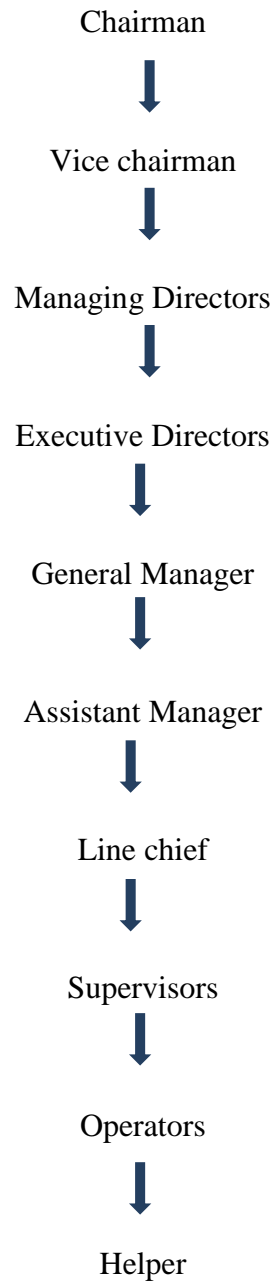 Chairman
Vice chairman
Managing Directors
Executive Directors
General Manager
Assistant Manager
Line chief
Supervisors
Operators
Helper